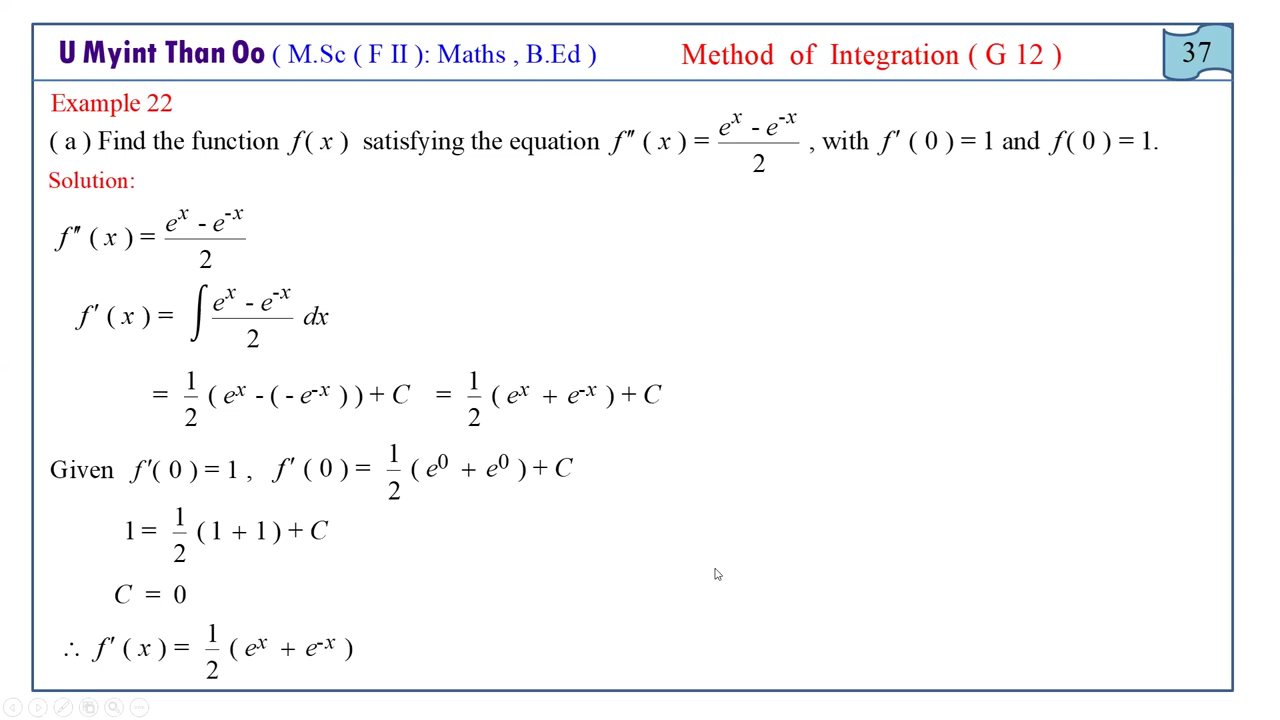 U Myint Than Oo ( M.Sc ( F II ): Maths , B.Ed ) Method of Integration ( G 12 ) 37
Example 22
( a ) Find the function f( x ) satisfying the equation f″ ( x ) = (e^x - e^-x)/2 , with f′ ( 0 ) = 1 and f( 0 ) = 1.
Solution:
f″ ( x ) = (e^x - e^-x)/2
f′ ( x ) = ∫ (e^x - e^-x)/2 dx
= 1/2 ( e^x - ( - e^-x ) ) + C = 1/2 ( e^x + e^-x ) + C
Given f′( 0 ) = 1 , f′ ( 0 ) = 1/2 ( e^0 + e^0 ) + C
1 = 1/2 ( 1 + 1 ) + C
C = 0
∴ f′ ( x ) = 1/2 ( e^x + e^-x )